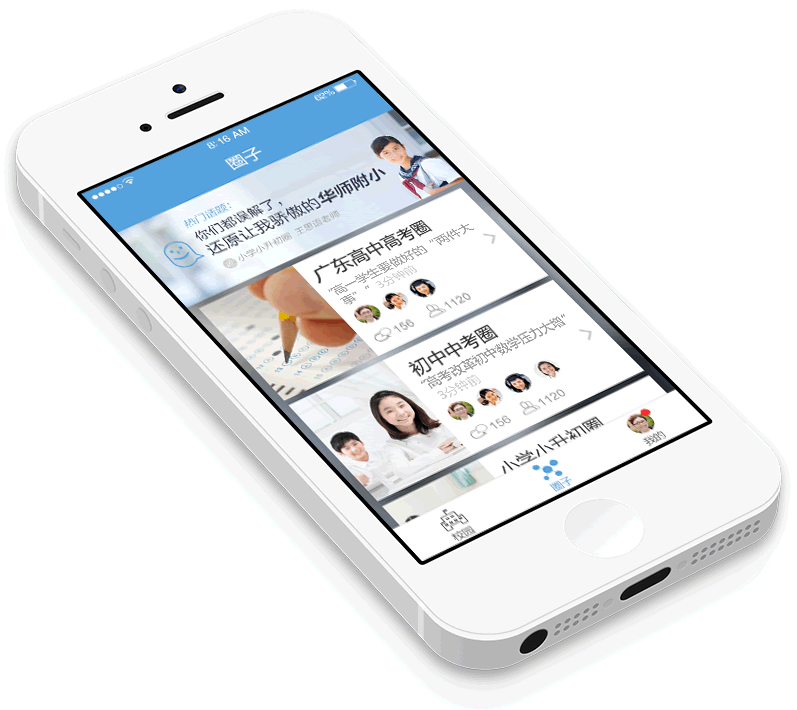 62%
8:16 AM
圈子
热门话题:
你们都误解了，
还原让我骄傲的华师附小
小学小升初圈 王思语老师
广东高中高考圈
“高一学生要做好的“两件大
事”“ 3分钟前
156 1120
初中中考圈
“高考改革初中数学压力大增”
3分钟前
156 1120
小学小升初圈
校园
圈子
我的